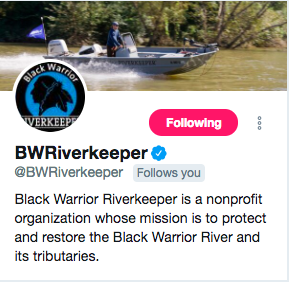 Black Warrior
RIVERKEEPER
Following
BWRiverkeeper
@BWRiverkeeper Follows you
Black Warrior Riverkeeper is a nonprofit
organization whose mission is to protect
and restore the Black Warrior River and
its tributaries.